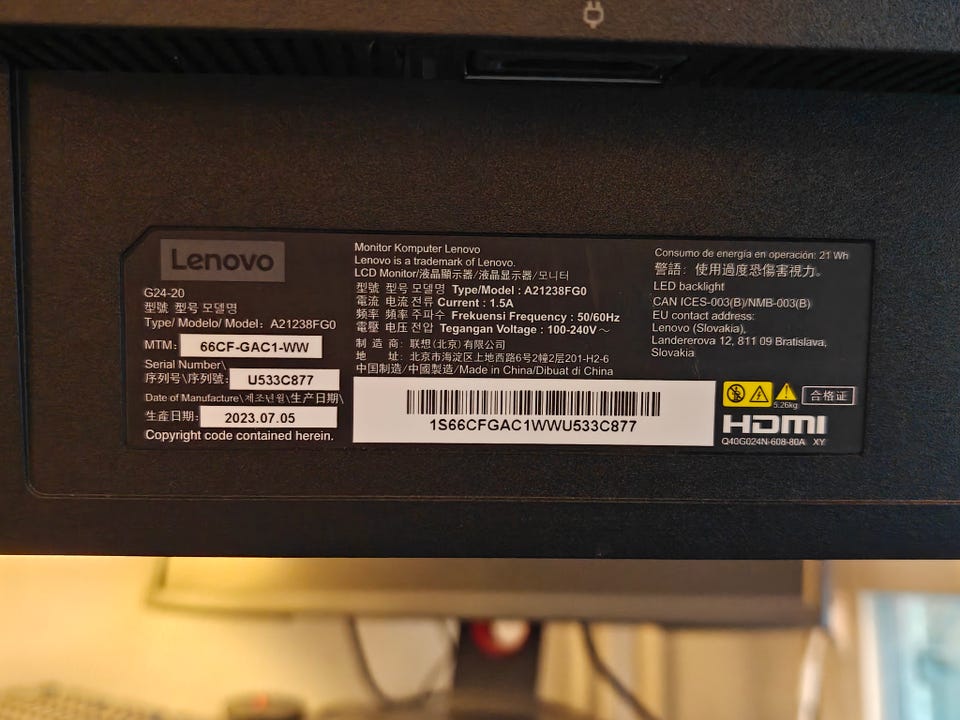 Lenovo
G24-20
型號 型号 모델명
Type/ Modelo/ Model: A21238FG0
MTM: 66CF-GAC1-WW
Serial Number\
序列号\序列號: U533C877
Date of Manufacture\제조년월\生产日期\
生產日期: 2023.07.05
Copyright code contained herein.
Monitor Komputer Lenovo
Lenovo is a trademark of Lenovo.
LCD Monitor/液晶顯示器/液晶显示器/모니터
型號 型号 모델명 Type/Model : A21238FG0
電流 电流 전류 Current : 1.5A
頻率 频率 주파수 Frekuensi Frequency : 50/60Hz
電壓 电压 전압 Tegangan Voltage : 100-240V～
制 造 商: 联想(北京)有限公司
地 址: 北京市海淀区上地西路6号2幢2层201-H2-6
中国制造/中國製造/Made in China/Dibuat di China
1S66CFGAC1WWU533C877
Consumo de energía en operación: 21 Wh
警語: 使用過度恐傷害視力。
LED backlight
CAN ICES-003(B)/NMB-003(B)
EU contact address:
Lenovo (Slovakia),
Landererova 12, 811 09 Bratislava,
Slovakia
5.26kg
合格证
HDMI
Q40G024N-608-80A XY